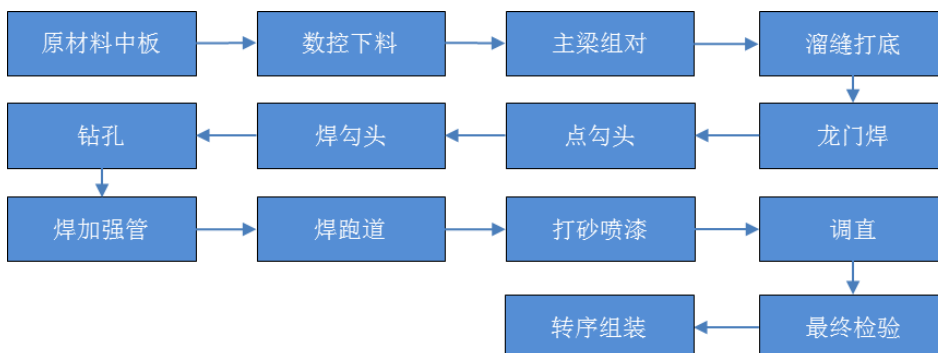 原材料中板
数控下料
主梁组对
溜缝打底
龙门焊
点勾头
焊勾头
钻孔
焊加强管
焊跑道
打砂喷漆
调直
最终检验
转序组装